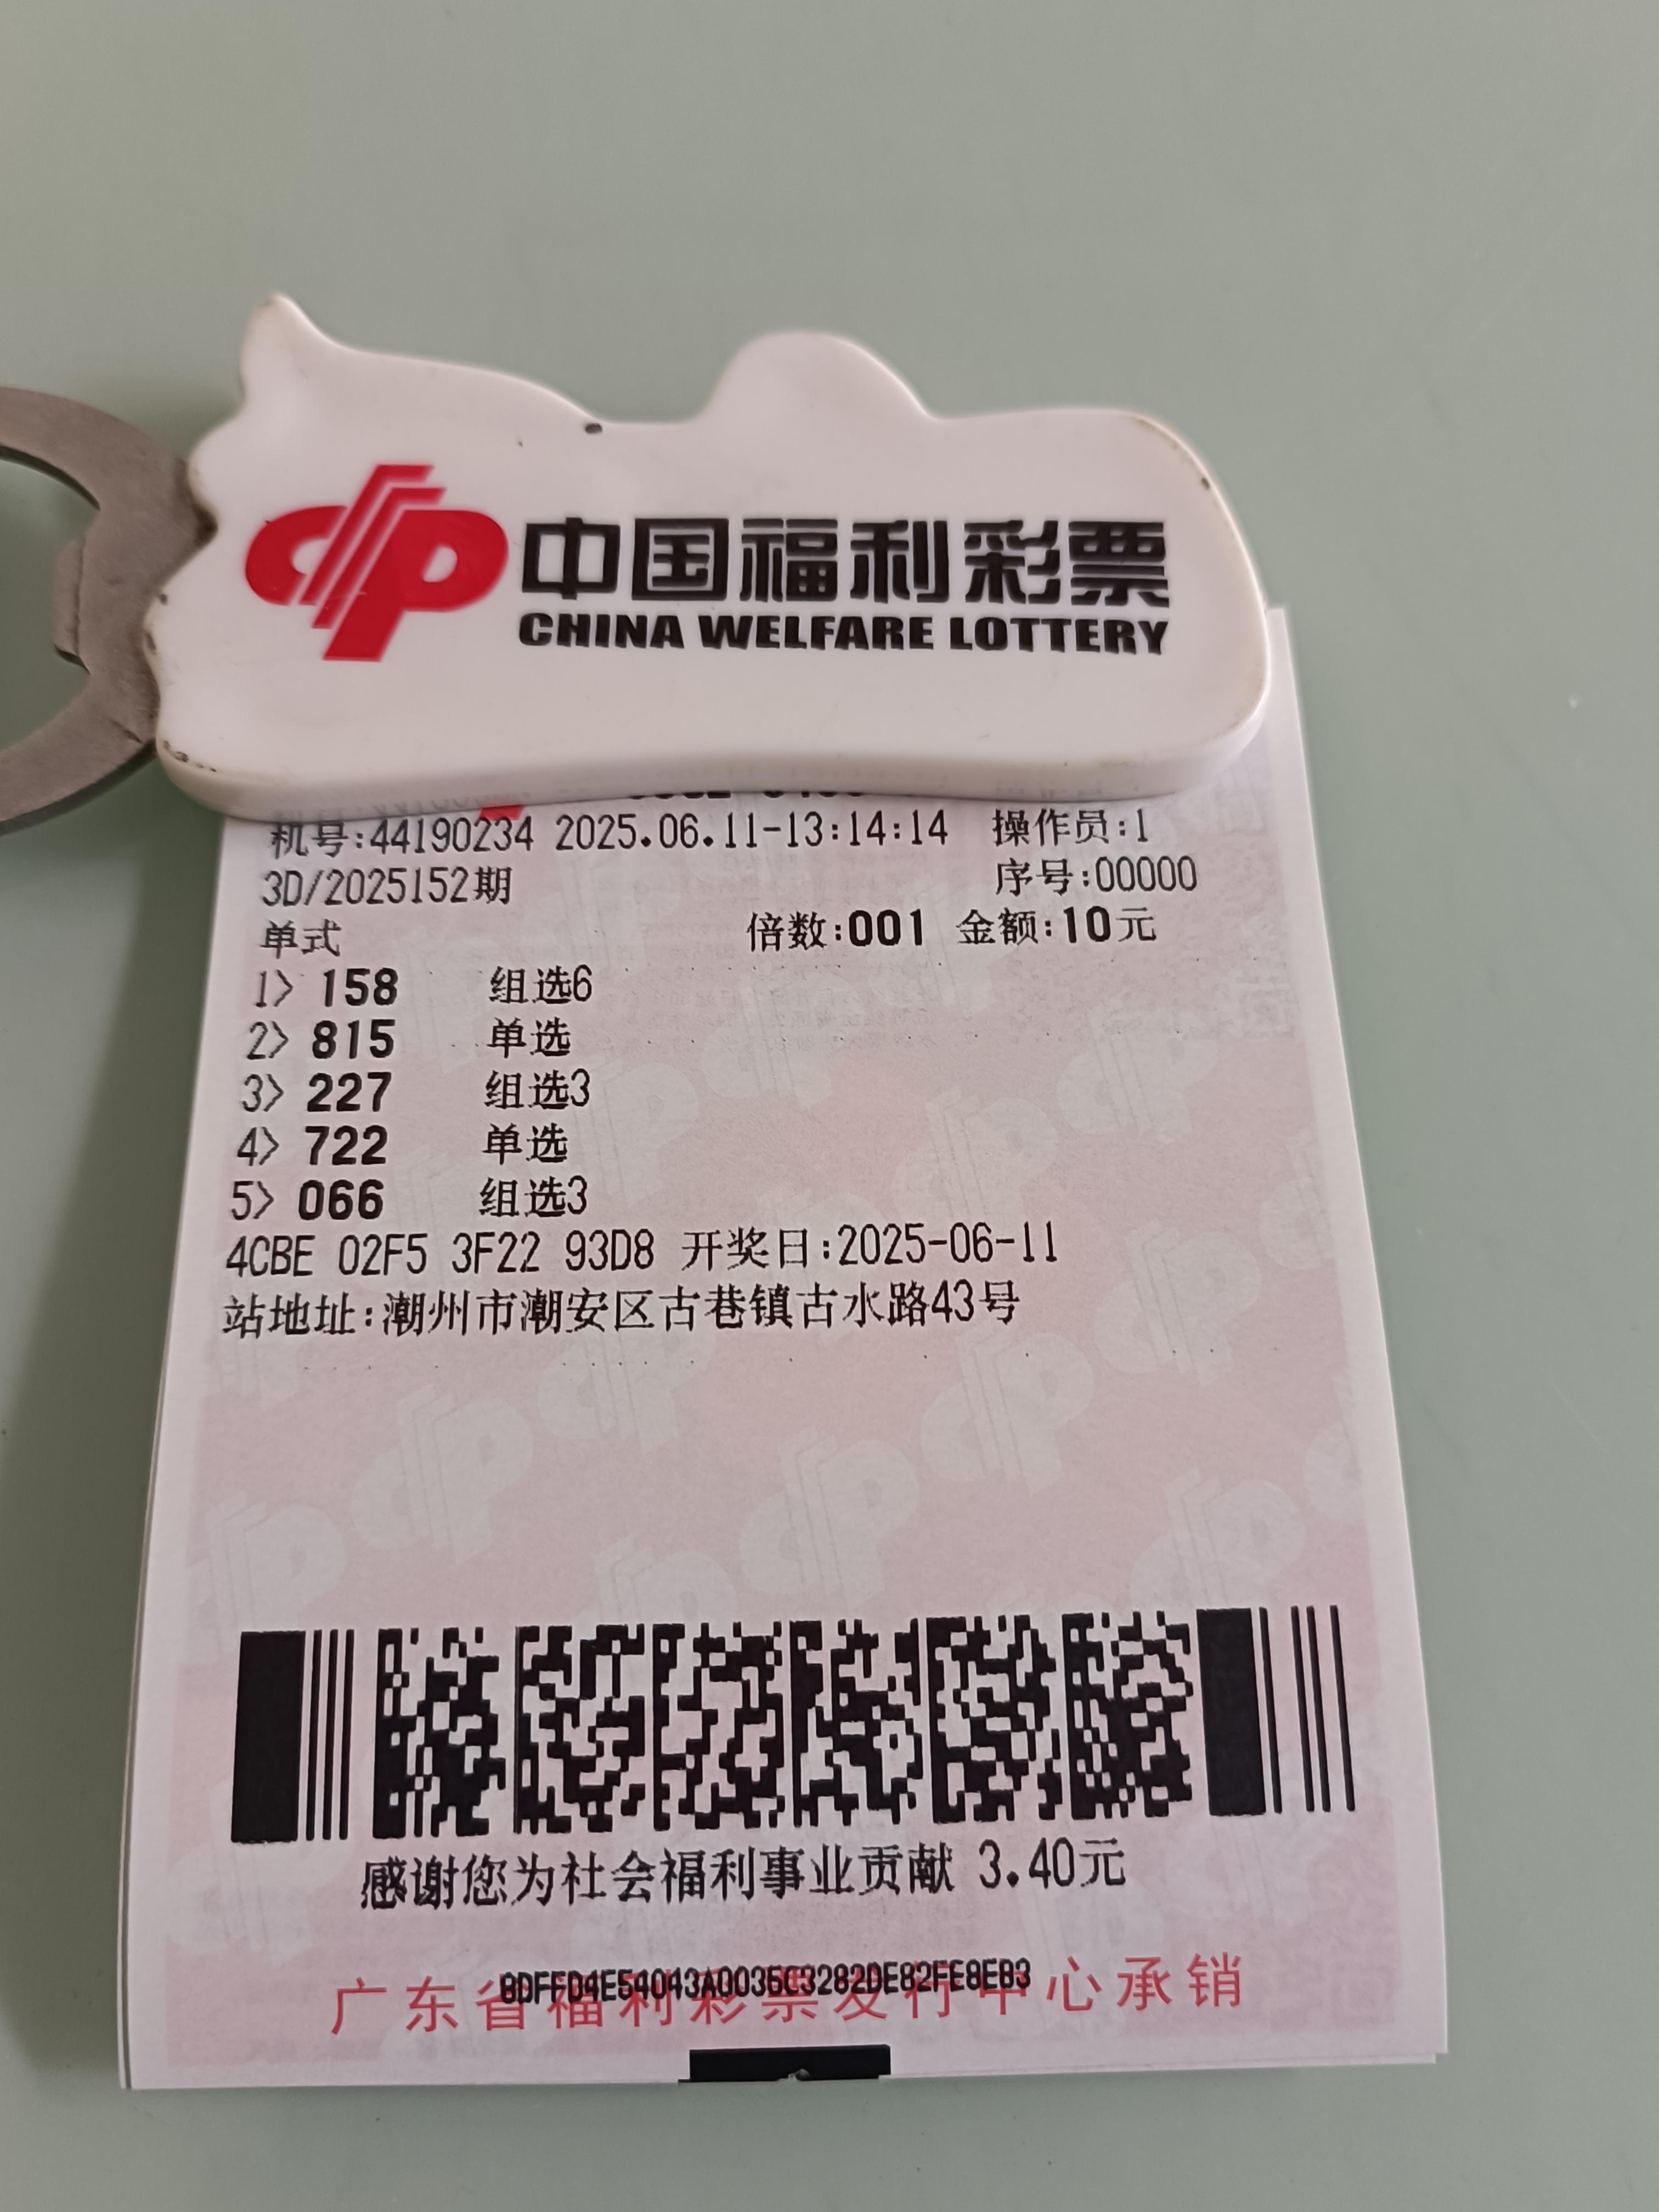 中国福利彩票
CHINA WELFARE LOTTERY
机号:44190234 2025.06.11-13:14:14 操作员:1
3D/2025152期 序号:00000
单式 倍数:001 金额:10元
1> 158 组选6
2> 815 单选
3> 227 组选3
4> 722 单选
5> 066 组选3
4CBE 02F5 3F22 93D8 开奖日:2025-06-11
站地址:潮州市潮安区古巷镇古水路43号
感谢您为社会福利事业贡献 3.40元
广东省福利彩票发行中心承销